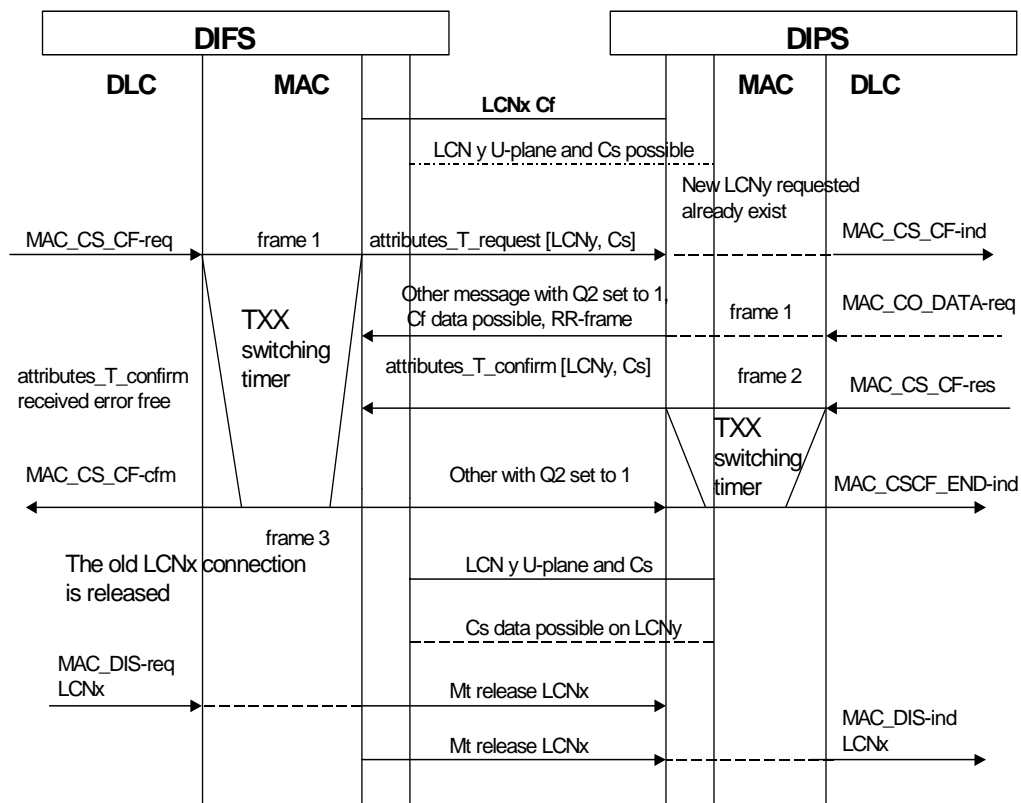 DIFS
DIPS
DLC
MAC
MAC
DLC
LCNx Cf
LCN y U-plane and Cs possible
New LCNy requested
already exist
MAC_CS_CF-req
frame 1
attributes_T_request [LCNy, Cs]
MAC_CS_CF-ind
Other message with Q2 set to 1,
Cf data possible, RR-frame
frame 1
MAC_CO_DATA-req
TXX
switching
timer
attributes_T_confirm
received error free
attributes_T_confirm [LCNy, Cs]
frame 2
MAC_CS_CF-res
TXX
switching
timer
MAC_CS_CF-cfm
Other with Q2 set to 1
MAC_CSCF_END-ind
frame 3
The old LCNx connection
is released
LCN y U-plane and Cs
Cs data possible on LCNy
MAC_DIS-req
LCNx
Mt release LCNx
MAC_DIS-ind
LCNx
Mt release LCNx